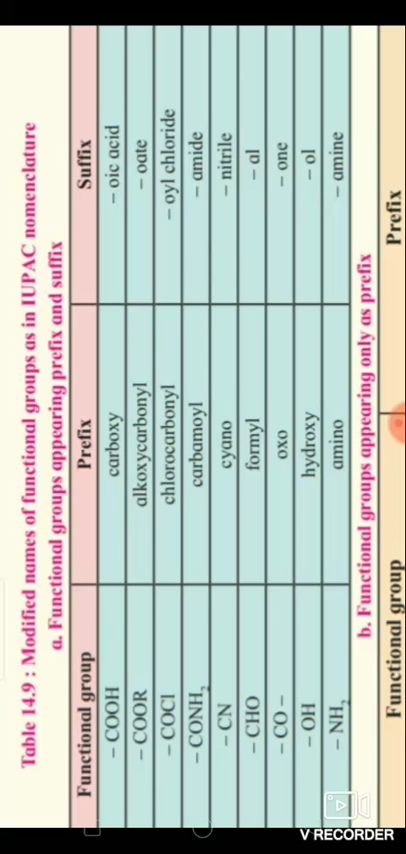 Table 14.9 : Modified names of functional groups as in IUPAC nomenclature
a. Functional groups appearing prefix and suffix
Functional group Prefix Suffix
– COOH carboxy – oic acid
– COOR alkoxycarbonyl – oate
– COCl chlorocarbonyl – oyl chloride
– CONH₂ carbamoyl – amide
– CN cyano – nitrile
– CHO formyl – al
– CO – oxo – one
– OH hydroxy – ol
– NH₂ amino – amine
b. Functional groups appearing only as prefix
Functional group Prefix
V RECORDER